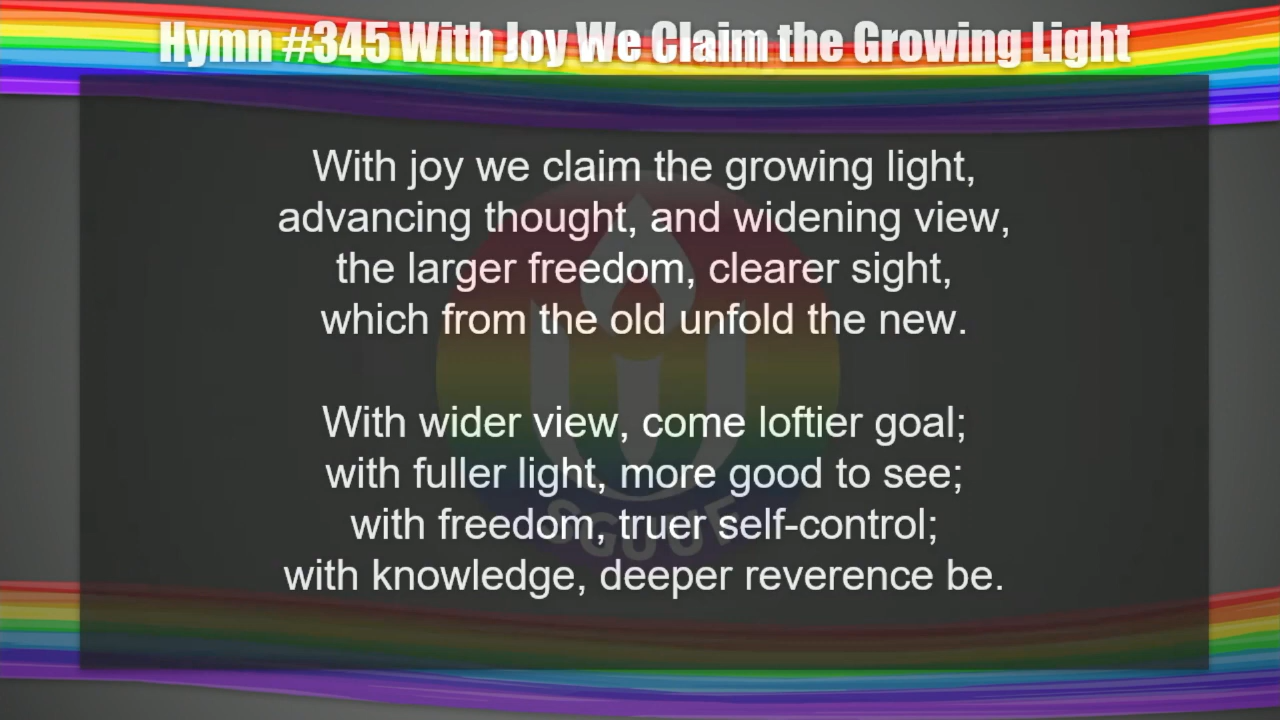 Hymn #345 With Joy We Claim the Growing Light
With joy we claim the growing light,
advancing thought, and widening view,
the larger freedom, clearer sight,
which from the old unfold the new.
With wider view, come loftier goal;
with fuller light, more good to see;
with freedom, truer self-control;
with knowledge, deeper reverence be.
SGUUF